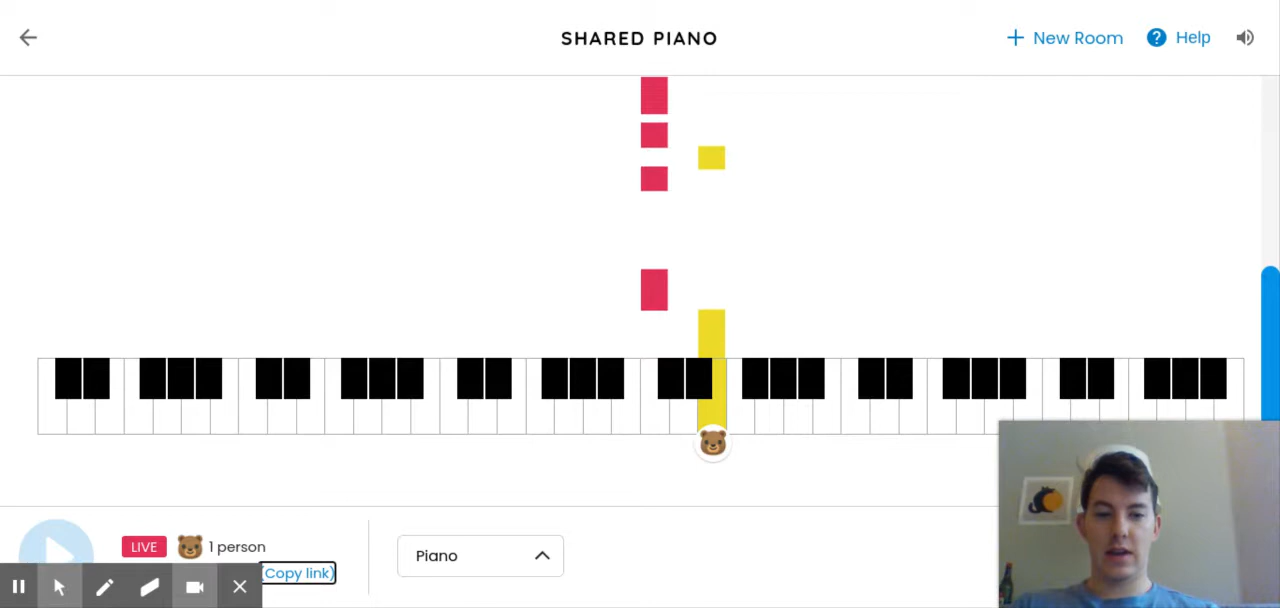 SHARED PIANO
+ New Room
? Help
LIVE
1 person
(Copy link)
Piano